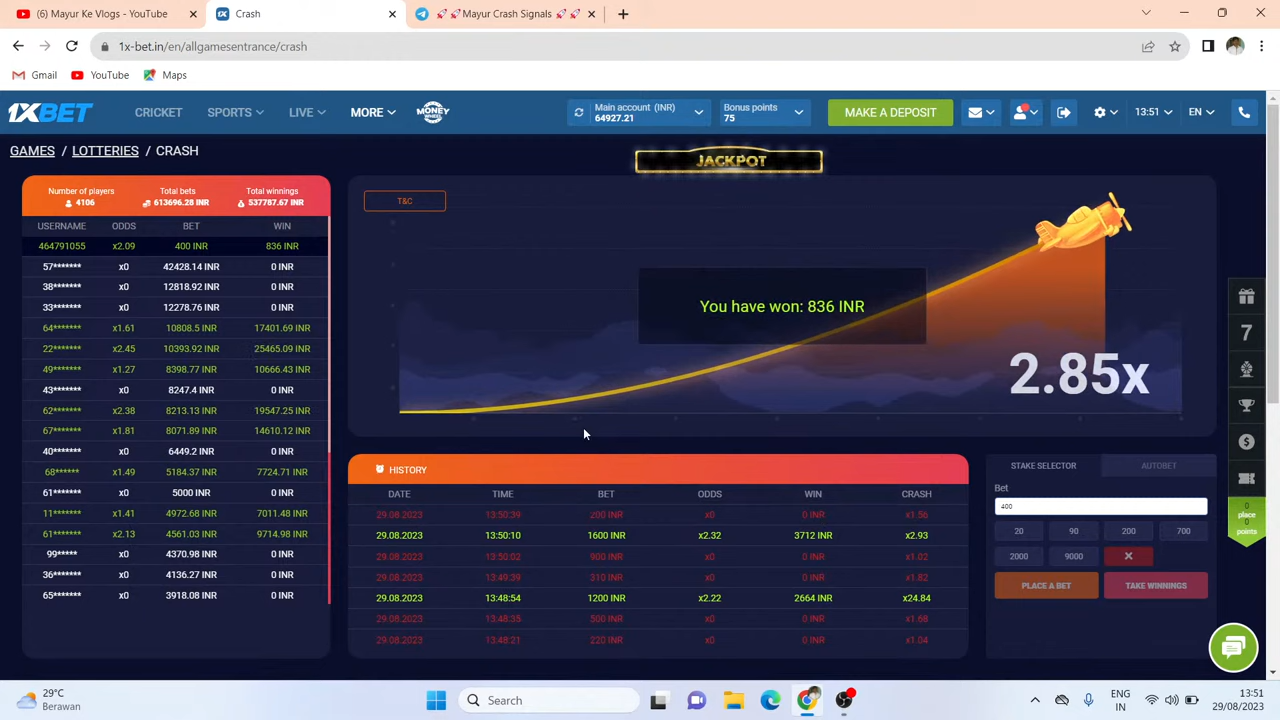 (6) Mayur Ke Vlogs - YouTube
Crash
🚀🚀Mayur Crash Signals 🚀🚀
1x-bet.in/en/allgamesentrance/crash
Gmail YouTube Maps
1XBET CRICKET SPORTS LIVE MORE MONEY WHEEL
Main account (INR)
64927.21
Bonus points
75
MAKE A DEPOSIT
13:51 EN
GAMES / LOTTERIES / CRASH
JACKPOT
Number of players Total bets Total winnings
4106 613696.28 INR 537787.67 INR
USERNAME ODDS BET WIN
464791055 x2.09 400 INR 836 INR
57******* x0 42428.14 INR 0 INR
38******* x0 12818.92 INR 0 INR
33******* x0 12278.76 INR 0 INR
64******* x1.61 10808.5 INR 17401.69 INR
22******* x2.45 10393.92 INR 25465.09 INR
49******* x1.27 8398.77 INR 10666.43 INR
43******* x0 8247.4 INR 0 INR
62******* x2.38 8213.13 INR 19547.25 INR
67******* x1.81 8071.89 INR 14610.12 INR
40******* x0 6449.2 INR 0 INR
68****** x1.49 5184.37 INR 7724.71 INR
61******* x0 5000 INR 0 INR
11******* x1.41 4972.68 INR 7011.48 INR
61******* x2.13 4561.03 INR 9714.98 INR
99***** x0 4370.98 INR 0 INR
36******* x0 4136.27 INR 0 INR
65******* x0 3918.08 INR 0 INR
T&C
You have won: 836 INR
2.85x
HISTORY
DATE TIME BET ODDS WIN CRASH
29.08.2023 13:50:39 200 INR x0 0 INR x1.56
29.08.2023 13:50:10 1600 INR x2.32 3712 INR x2.93
29.08.2023 13:50:02 900 INR x0 0 INR x1.02
29.08.2023 13:49:39 310 INR x0 0 INR x1.82
29.08.2023 13:48:54 1200 INR x2.22 2664 INR x24.84
29.08.2023 13:48:35 500 INR x0 0 INR x1.68
29.08.2023 13:48:21 220 INR x0 0 INR x1.04
STAKE SELECTOR AUTOBET
Bet
400
20 90 200 700
2000 9000
PLACE A BET TAKE WINNINGS
7
0
place
0
points
29°C
Berawan
Search
ENG
IN
13:51
29/08/2023